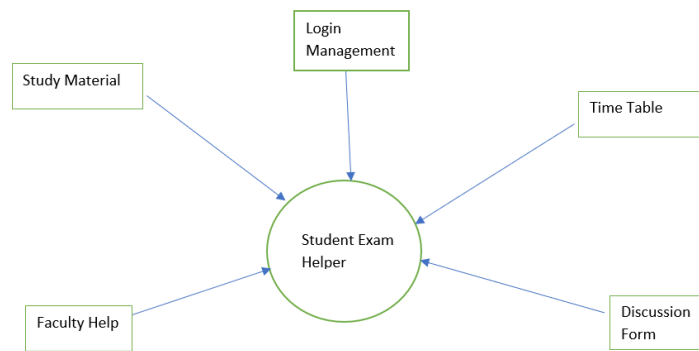 Login
Management
Study Material
Time Table
Student Exam
Helper
Faculty Help
Discussion
Form